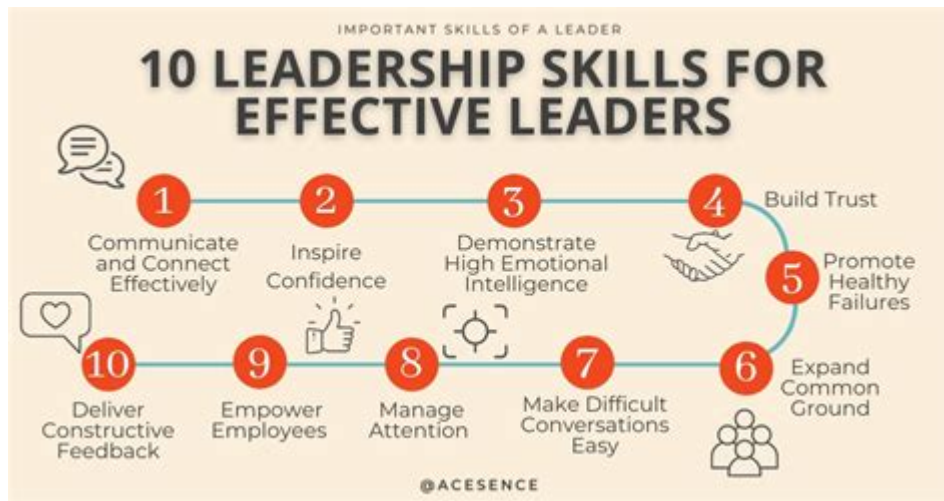 IMPORTANT SKILLS OF A LEADER
10 LEADERSHIP SKILLS FOR
EFFECTIVE LEADERS
1
Communicate
and Connect
Effectively
2
Inspire
Confidence
3
Demonstrate
High Emotional
Intelligence
4
Build Trust
5
Promote
Healthy
Failures
6
Expand
Common
Ground
7
Make Difficult
Conversations
Easy
8
Manage
Attention
9
Empower
Employees
10
Deliver
Constructive
Feedback
@ACESENCE